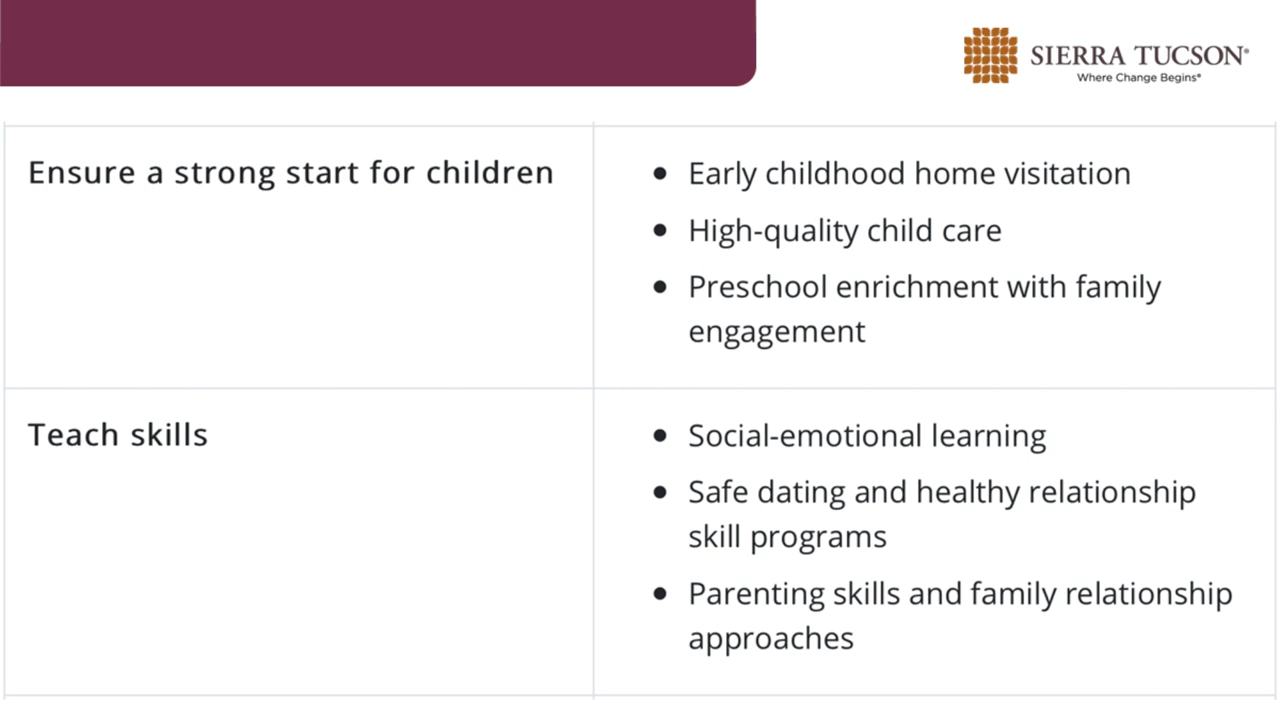 SIERRA TUCSON®
Where Change Begins®
Ensure a strong start for children
• Early childhood home visitation
• High-quality child care
• Preschool enrichment with family
engagement
Teach skills
• Social-emotional learning
• Safe dating and healthy relationship
skill programs
• Parenting skills and family relationship
approaches